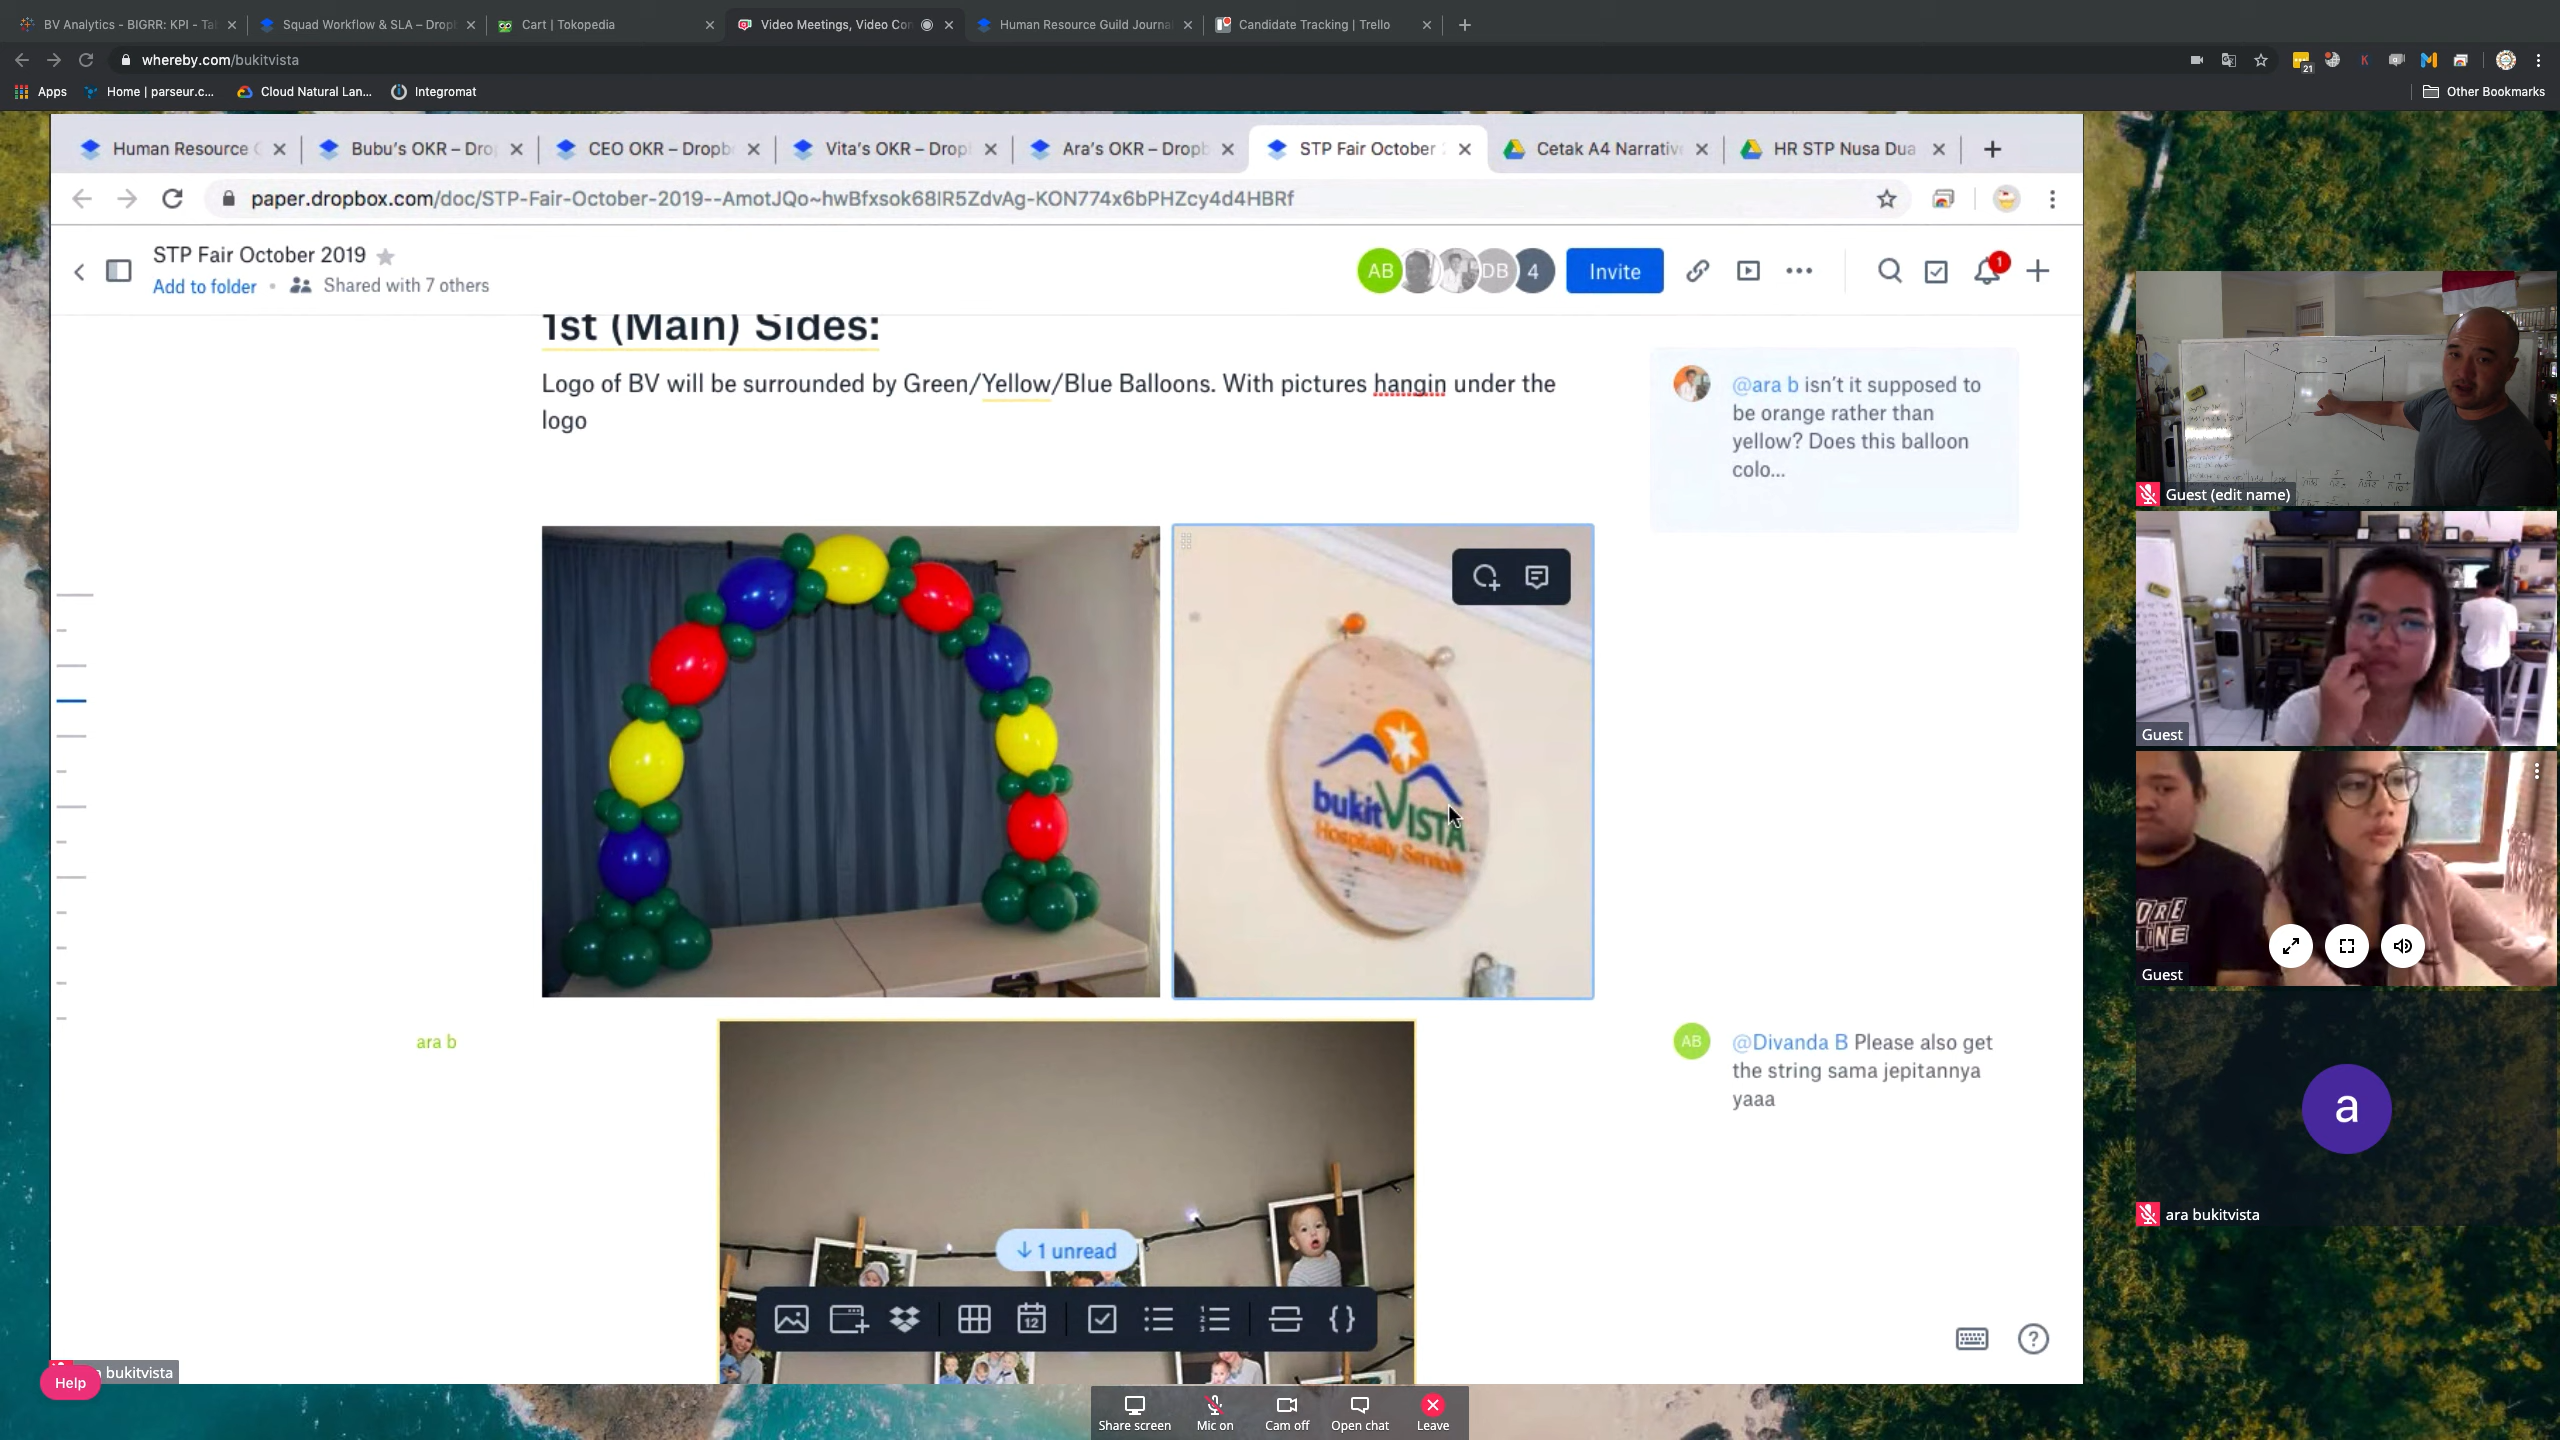 BV Analytics - BIGRR: KPI - Ta
Squad Workflow & SLA – Drop
Cart | Tokopedia
Video Meetings, Video Con
Human Resource Guild Journa
Candidate Tracking | Trello
whereby.com/bukitvista
21
Apps
Home | parseur.c...
Cloud Natural Lan...
Integromat
Other Bookmarks
Human Resource G
Bubu's OKR – Dro
CEO OKR – Dropb
Vita's OKR – Drop
Ara's OKR – Dropb
STP Fair October
Cetak A4 Narrativ
HR STP Nusa Dua
paper.dropbox.com/doc/STP-Fair-October-2019--AmotJQo~hwBfxsok68IR5ZdvAg-KON774x6bPHZcy4d4HBRf
STP Fair October 2019
Add to folder
Shared with 7 others
AB
DB
4
Invite
1
1st (Main) Sides:
Logo of BV will be surrounded by Green/Yellow/Blue Balloons. With pictures hangin under the
logo
@ara b isn't it supposed to
be orange rather than
yellow? Does this balloon
colo...
bukitVISTA
Hospitality Services
ara b
AB
@Divanda B Please also get
the string sama jepitannya
yaaa
1 unread
12
bukitvista
Help
Guest (edit name)
Guest
Guest
a
ara bukitvista
Share screen
Mic on
Cam off
Open chat
Leave